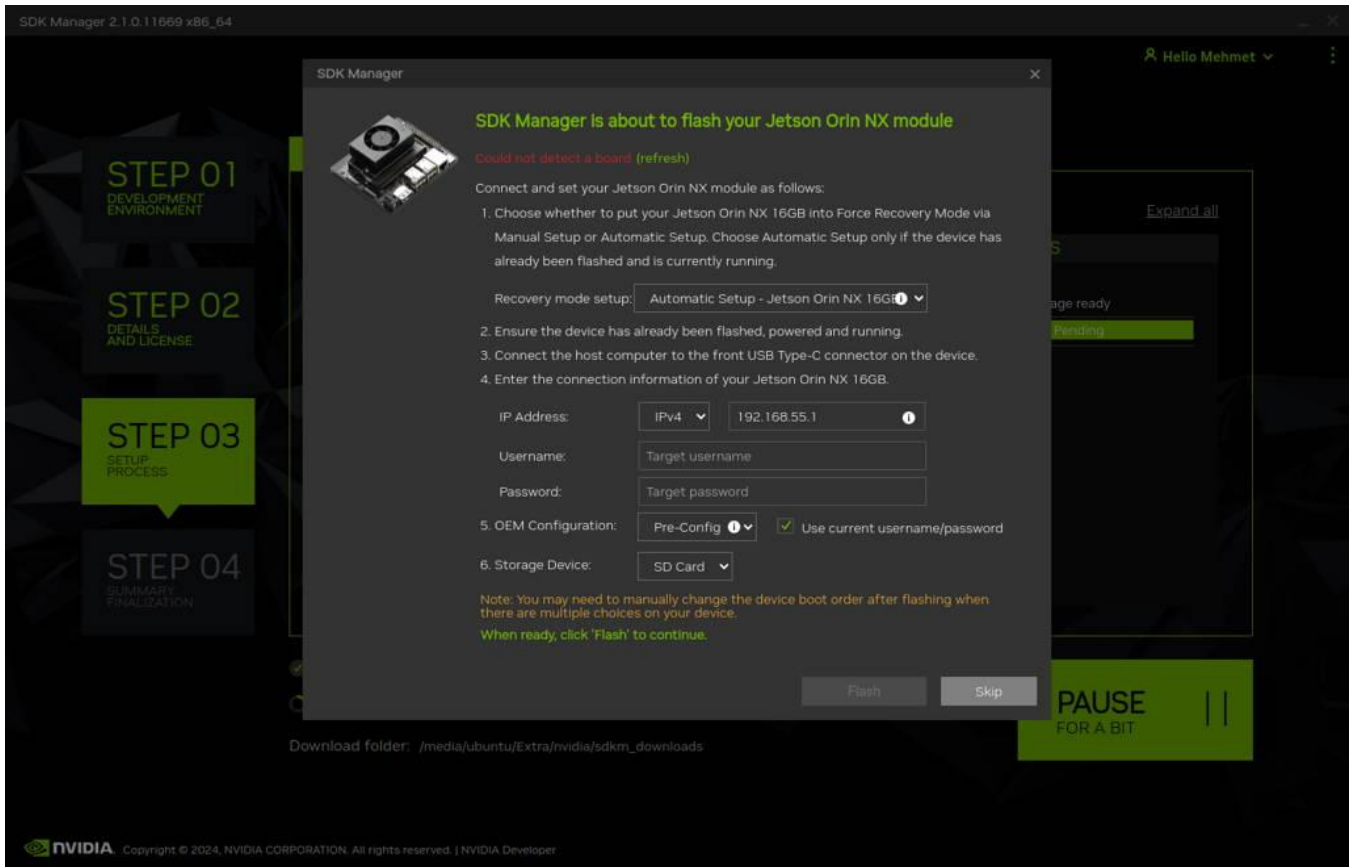 SDK Manager 2.1.0.11669 x86_64
Hello Mehmet
SDK Manager
SDK Manager is about to flash your Jetson Orin NX module
Could not detect a board (refresh)
Connect and set your Jetson Orin NX module as follows:
1. Choose whether to put your Jetson Orin NX 16GB into Force Recovery Mode via
Manual Setup or Automatic Setup. Choose Automatic Setup only if the device has
already been flashed and is currently running.
Recovery mode setup: Automatic Setup - Jetson Orin NX 16GB
2. Ensure the device has already been flashed, powered and running.
3. Connect the host computer to the front USB Type-C connector on the device.
4. Enter the connection information of your Jetson Orin NX 16GB.
IP Address: IPv4 192.168.55.1
Username: Target username
Password: Target password
5. OEM Configuration: Pre-Config Use current username/password
6. Storage Device: SD Card
Note: You may need to manually change the device boot order after flashing when
there are multiple choices on your device.
When ready, click 'Flash' to continue.
Flash Skip
STEP 01
DEVELOPMENT
ENVIRONMENT
STEP 02
DETAILS
AND LICENSE
STEP 03
SETUP
PROCESS
STEP 04
SUMMARY
FINALIZATION
Expand all
S
age ready
Pending
PAUSE
FOR A BIT
Download folder: /media/ubuntu/Extra/nvidia/sdkm_downloads
NVIDIA. Copyright © 2024, NVIDIA CORPORATION. All rights reserved. | NVIDIA Developer